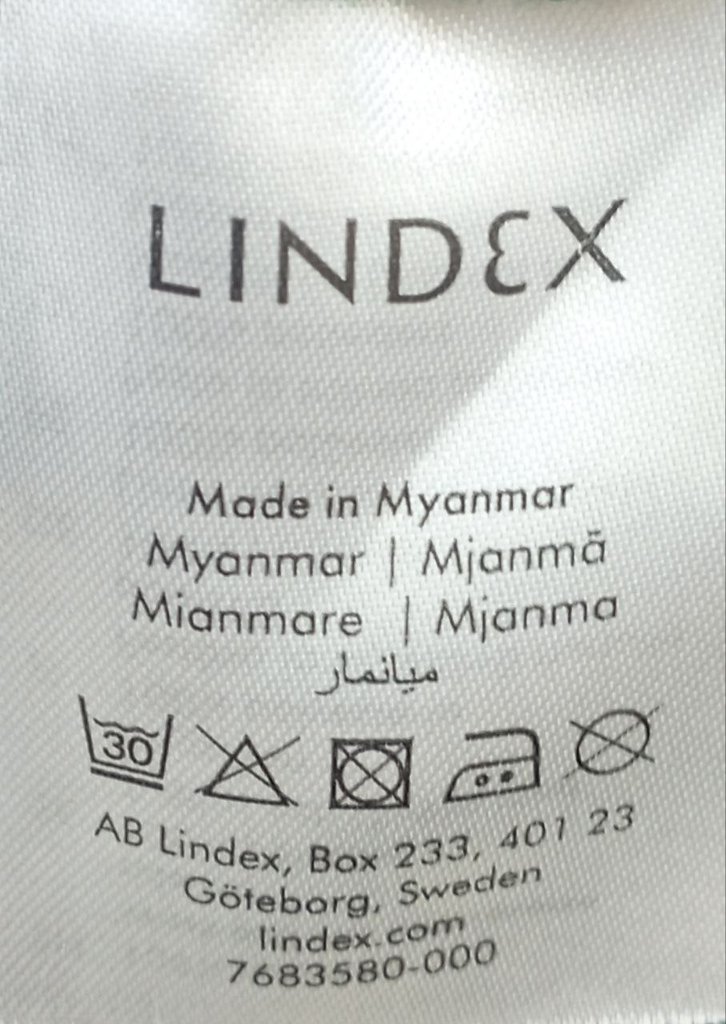 LINDEX
Made in Myanmar
Myanmar | Mjanmā
Mianmare | Mjanma
ميانمار
30
AB Lindex, Box 233, 401 23
Göteborg, Sweden
lindex.com
7683580-000